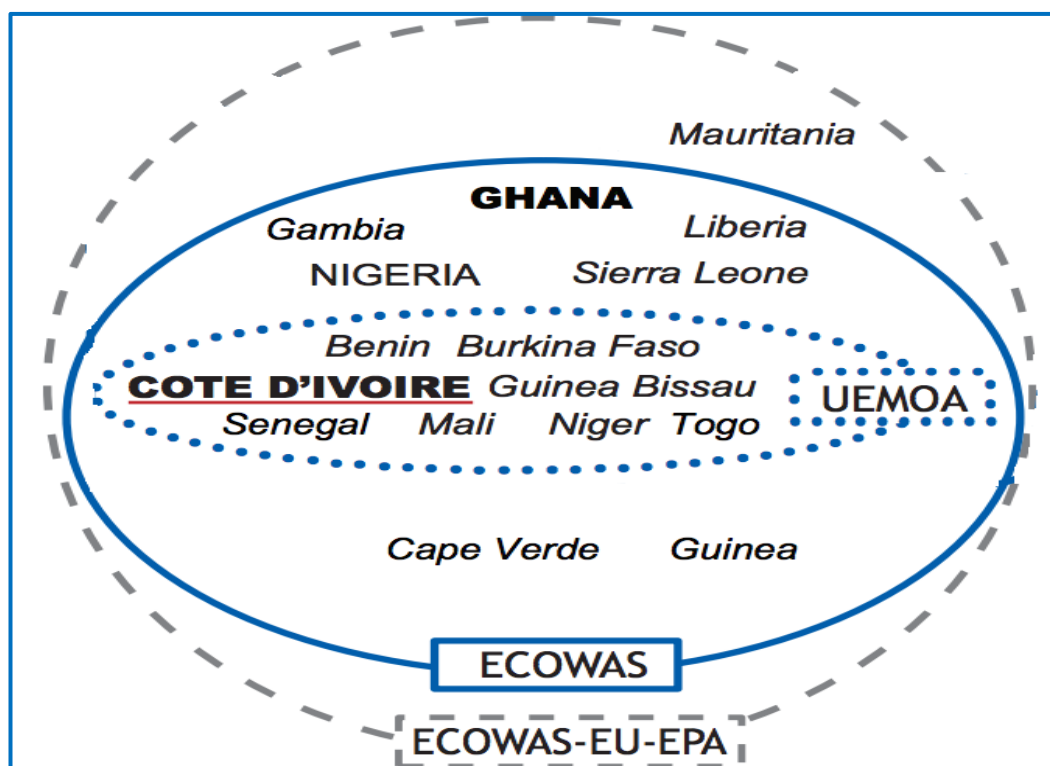 Mauritania
GHANA
Gambia Liberia
NIGERIA Sierra Leone
Benin Burkina Faso
COTE D'IVOIRE Guinea Bissau UEMOA
Senegal Mali Niger Togo
Cape Verde Guinea
ECOWAS
ECOWAS-EU-EPA